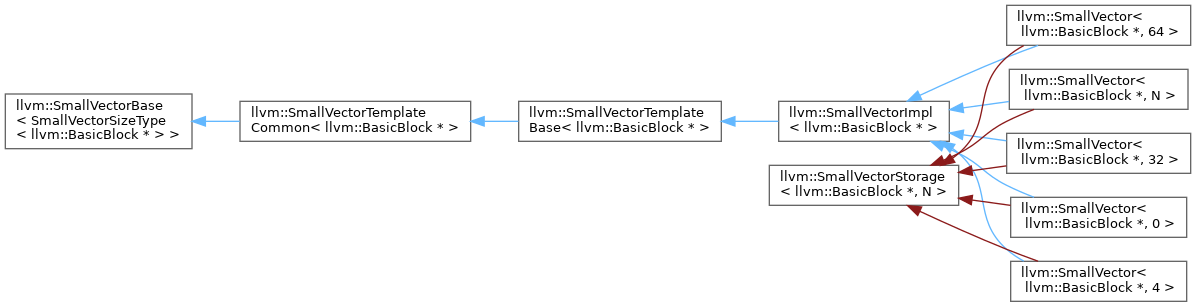 llvm::SmallVectorBase
< SmallVectorSizeType
< llvm::BasicBlock * > >
llvm::SmallVectorTemplate
Common< llvm::BasicBlock * >
llvm::SmallVectorTemplate
Base< llvm::BasicBlock * >
llvm::SmallVectorImpl
< llvm::BasicBlock * >
llvm::SmallVectorStorage
< llvm::BasicBlock *, N >
llvm::SmallVector<
llvm::BasicBlock *, 64 >
llvm::SmallVector<
llvm::BasicBlock *, N >
llvm::SmallVector<
llvm::BasicBlock *, 32 >
llvm::SmallVector<
llvm::BasicBlock *, 0 >
llvm::SmallVector<
llvm::BasicBlock *, 4 >